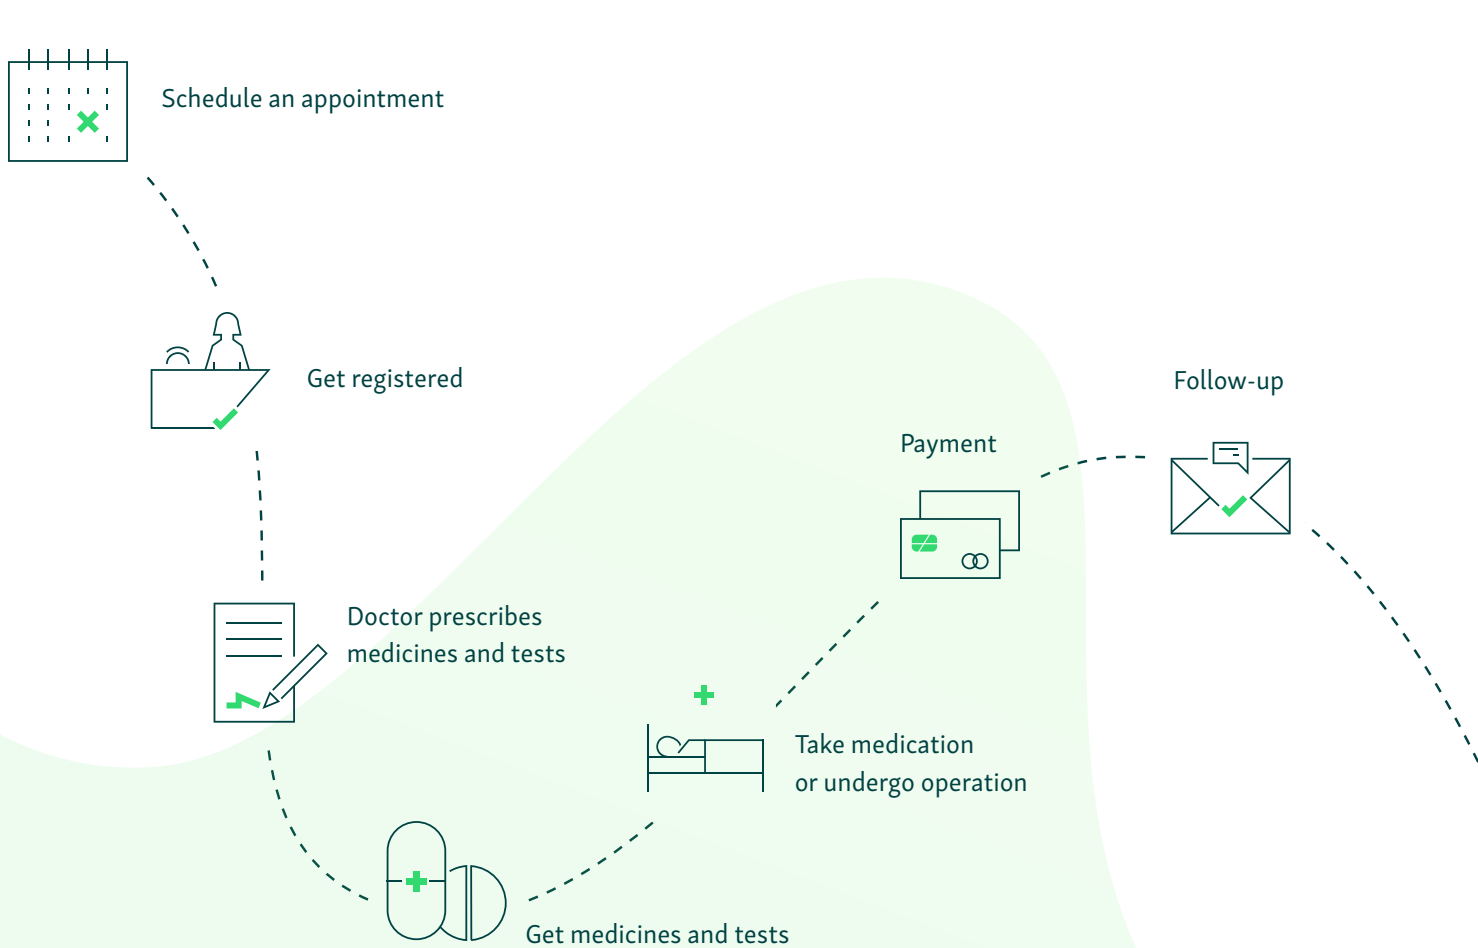 Schedule an appointment
Get registered
Doctor prescribes
medicines and tests
Get medicines and tests
Take medication
or undergo operation
Payment
Follow-up